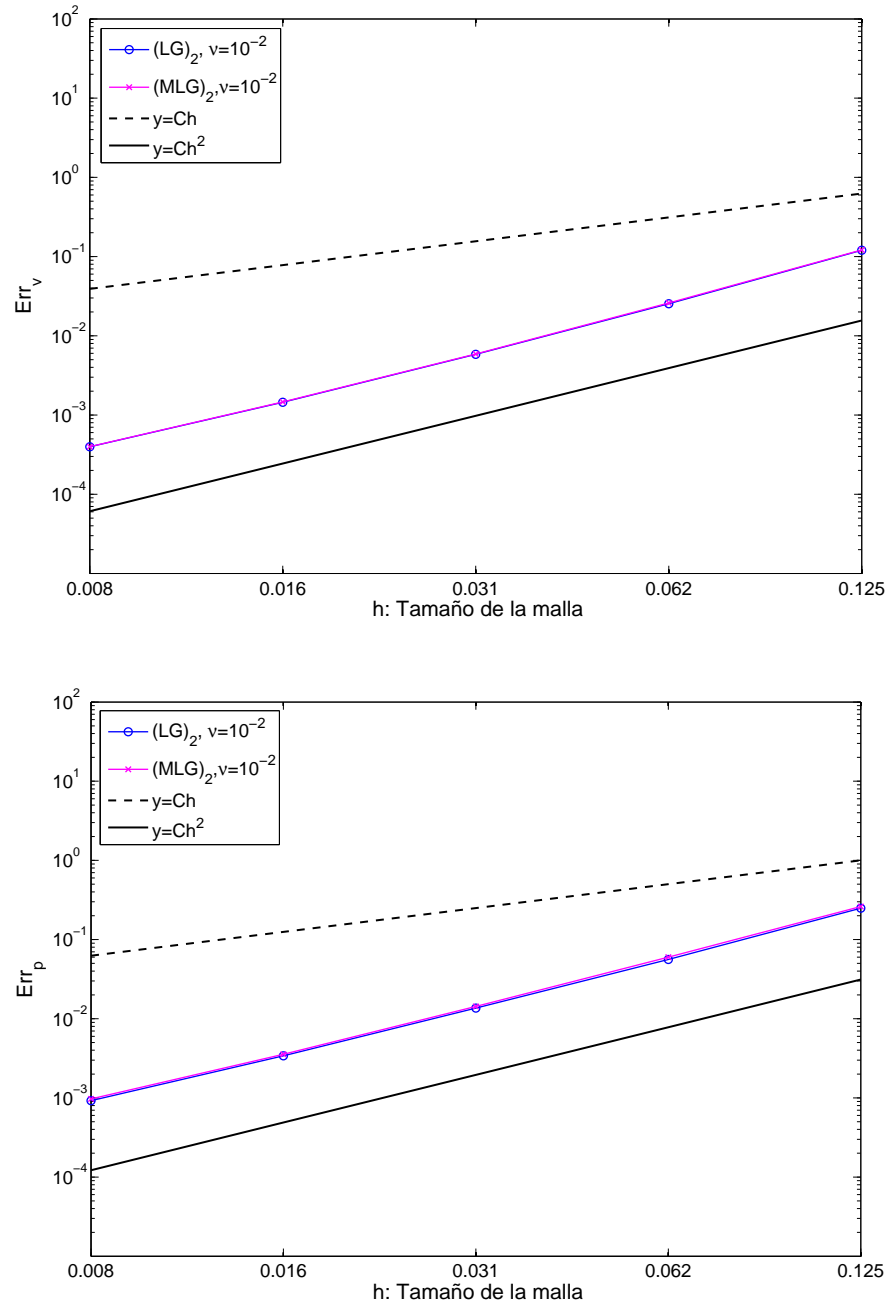 10^2
10^1
10^0
10^−1
10^−2
10^−3
10^−4
Err_v
(LG)_2, ν=10^−2
(MLG)_2,ν=10^−2
y=Ch
y=Ch^2
0.008 0.016 0.031 0.062 0.125
h: Tamaño de la malla
10^2
10^1
10^0
10^−1
10^−2
10^−3
10^−4
Err_p
(LG)_2, ν=10^−2
(MLG)_2,ν=10^−2
y=Ch
y=Ch^2
0.008 0.016 0.031 0.062 0.125
h: Tamaño de la malla